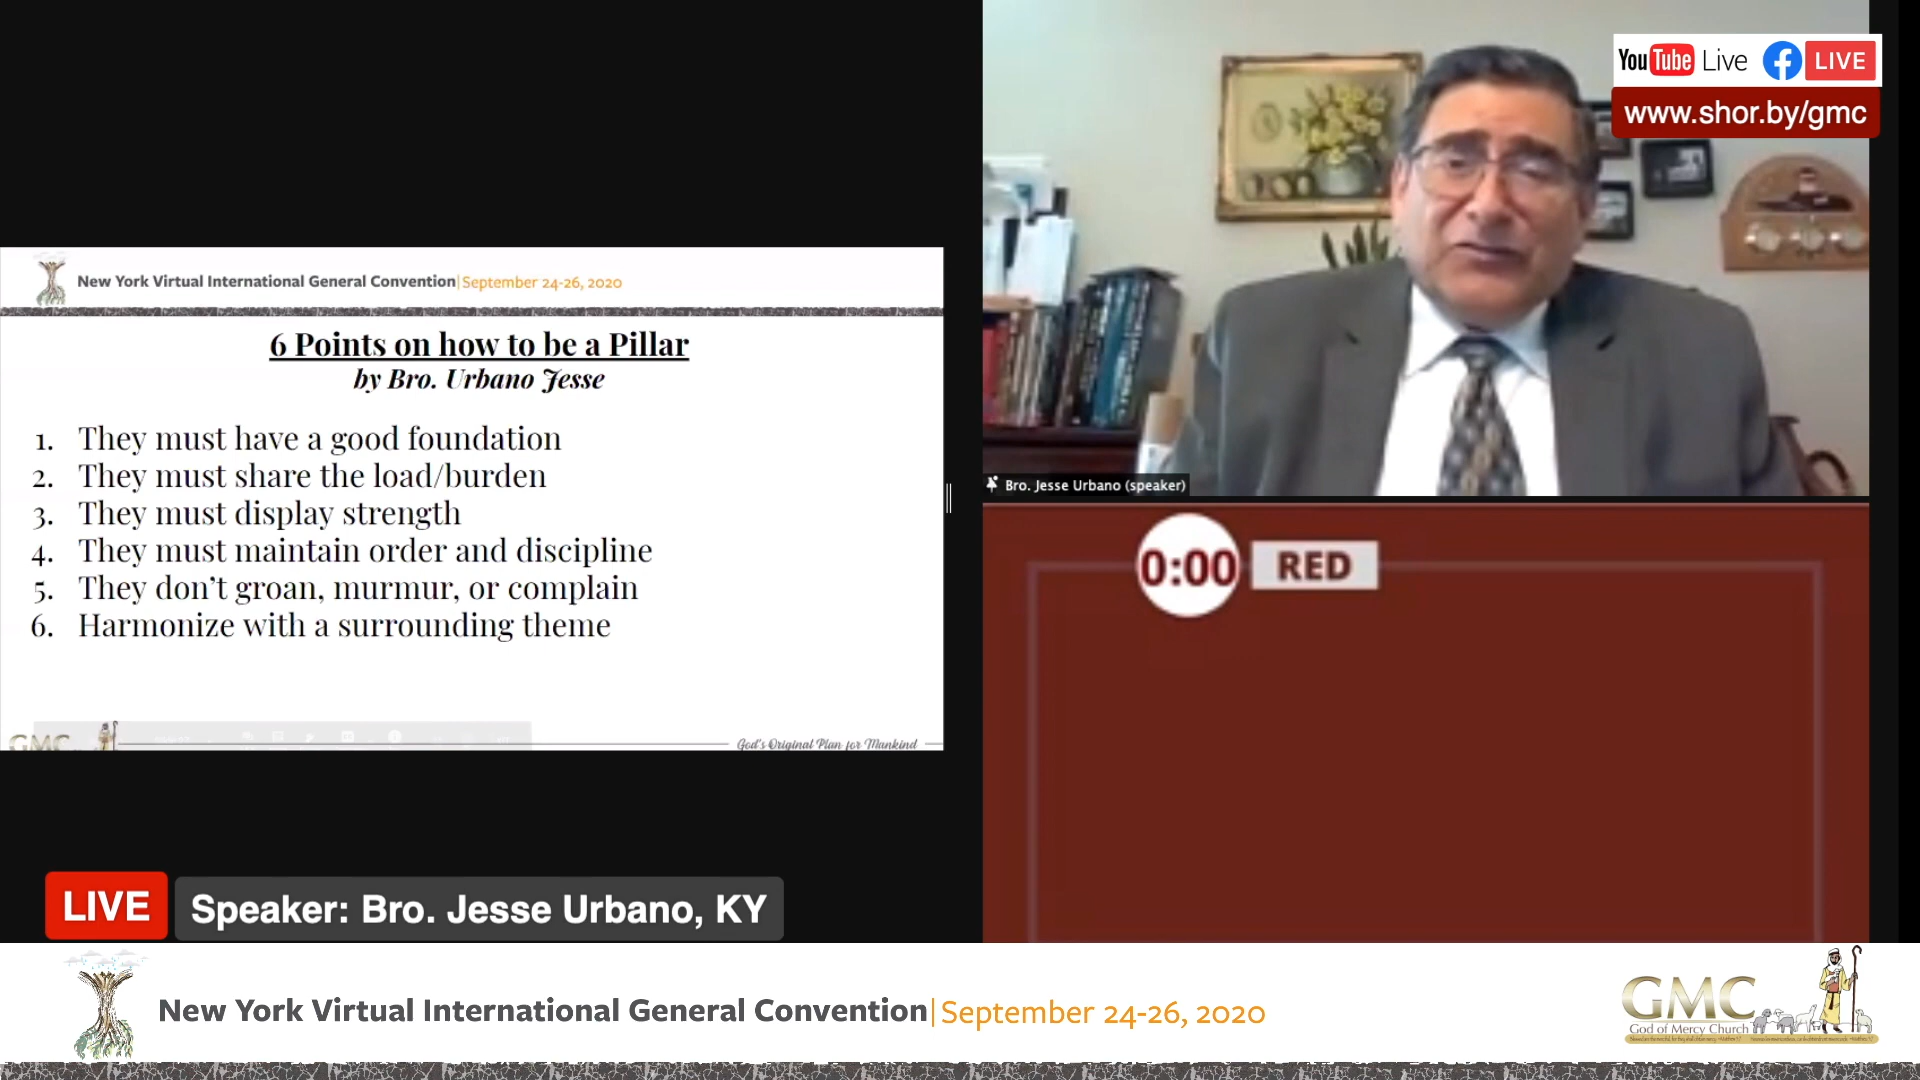 YouTube Live LIVE
www.shor.by/gmc
New York Virtual International General Convention| September 24-26, 2020
6 Points on how to be a Pillar
by Bro. Urbano Jesse
1. They must have a good foundation
2. They must share the load/burden
3. They must display strength
4. They must maintain order and discipline
5. They don't groan, murmur, or complain
6. Harmonize with a surrounding theme
GMC
God's Original Plan for Mankind
Bro. Jesse Urbano (speaker)
0:00 RED
LIVE Speaker: Bro. Jesse Urbano, KY
New York Virtual International General Convention| September 24-26, 2020
GMC
God of Mercy Church